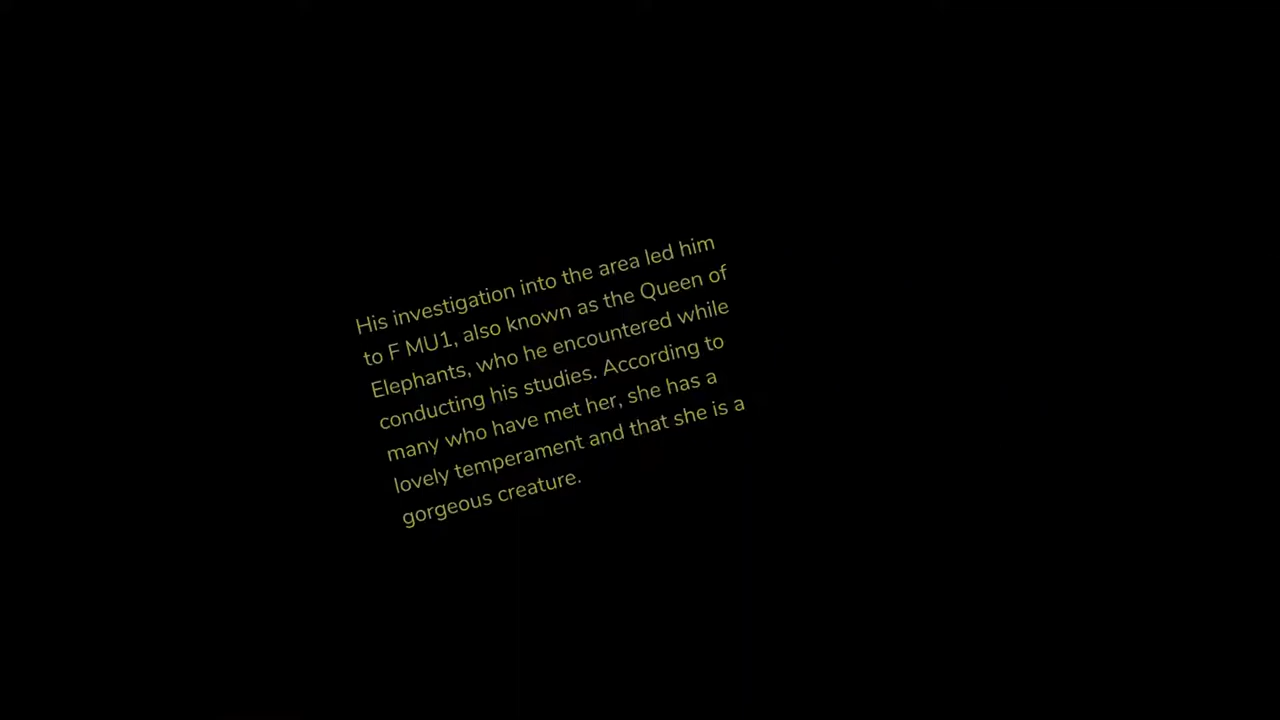 His investigation into the area led him
to F MU1, also known as the Queen of
Elephants, who he encountered while
conducting his studies. According to
many who have met her, she has a
lovely temperament and that she is a
gorgeous creature.